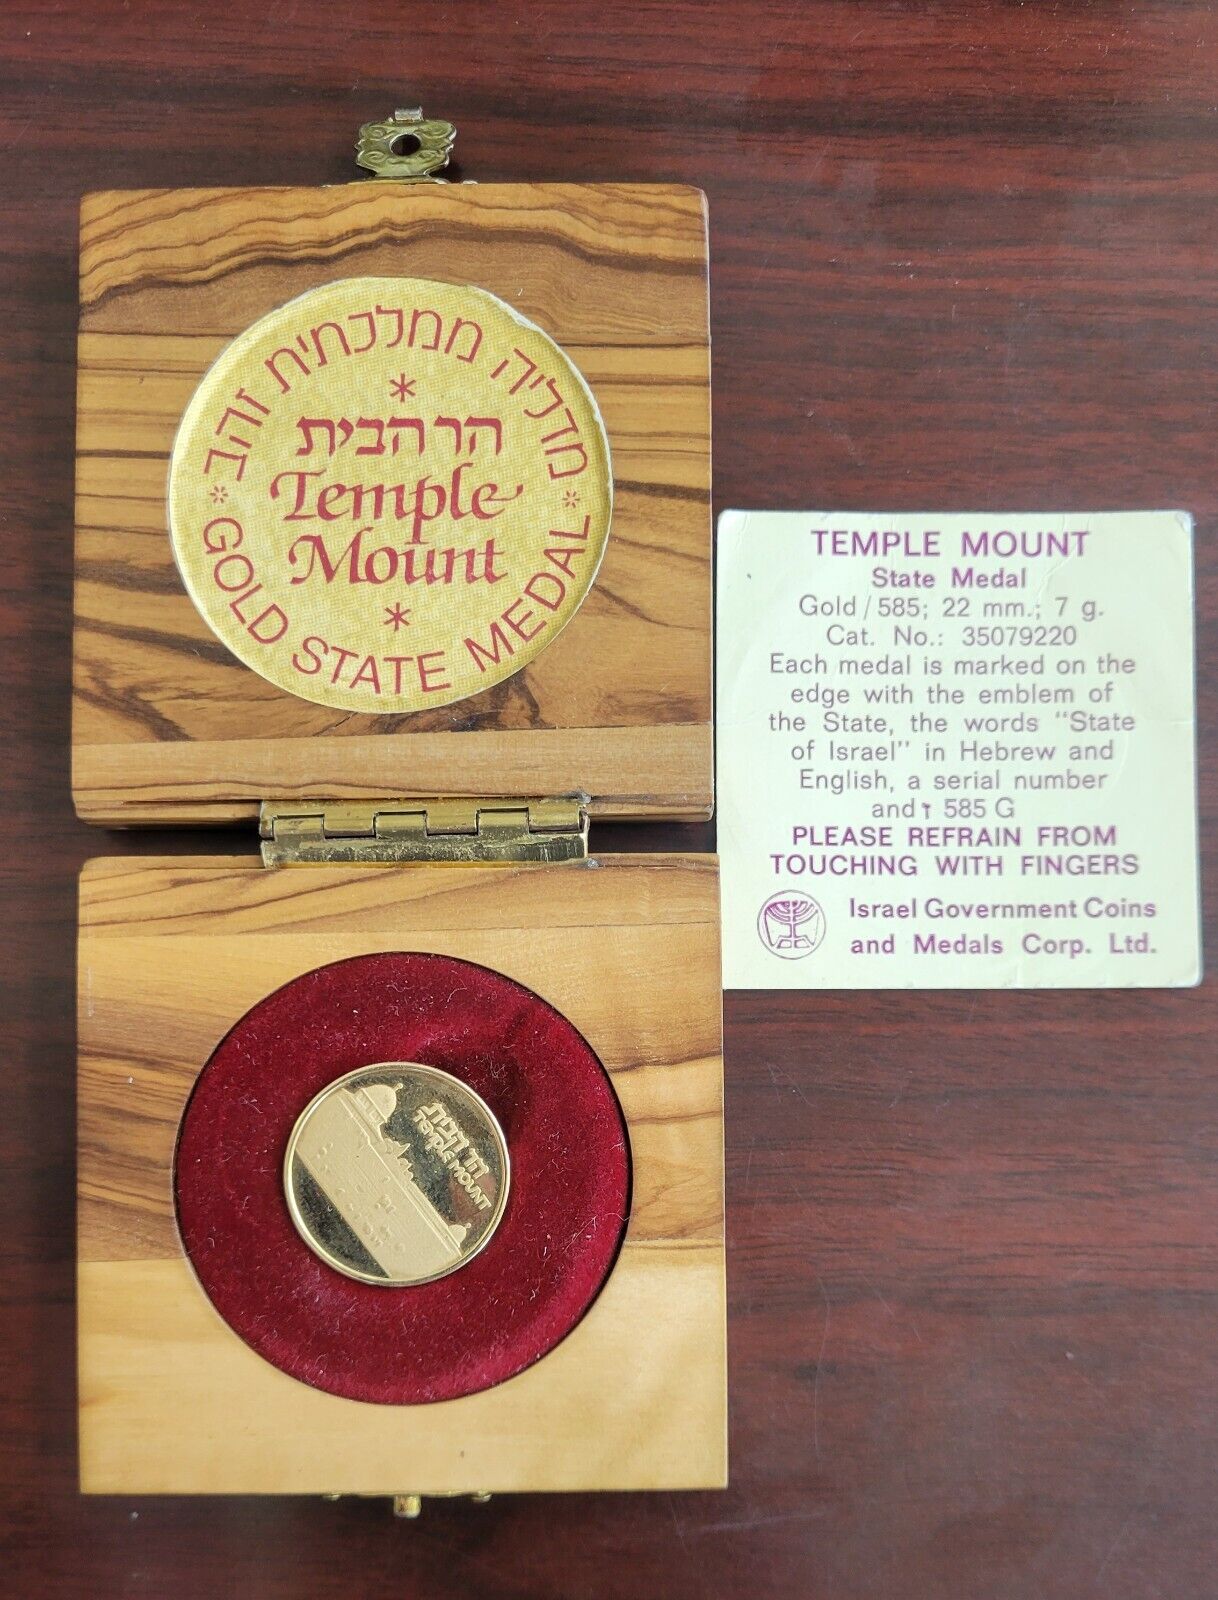 מדליה ממלכתית זהב
הר הבית
Temple
Mount
* GOLD STATE MEDAL *
TEMPLE MOUNT
State Medal
Gold / 585; 22 mm.; 7 g.
Cat. No.: 35079220
Each medal is marked on the
edge with the emblem of
the State, the words "State
of Israel" in Hebrew and
English, a serial number
and ז 585 G
PLEASE REFRAIN FROM
TOUCHING WITH FINGERS
Israel Government Coins
and Medals Corp. Ltd.
הר הבית
TEMPLE MOUNT